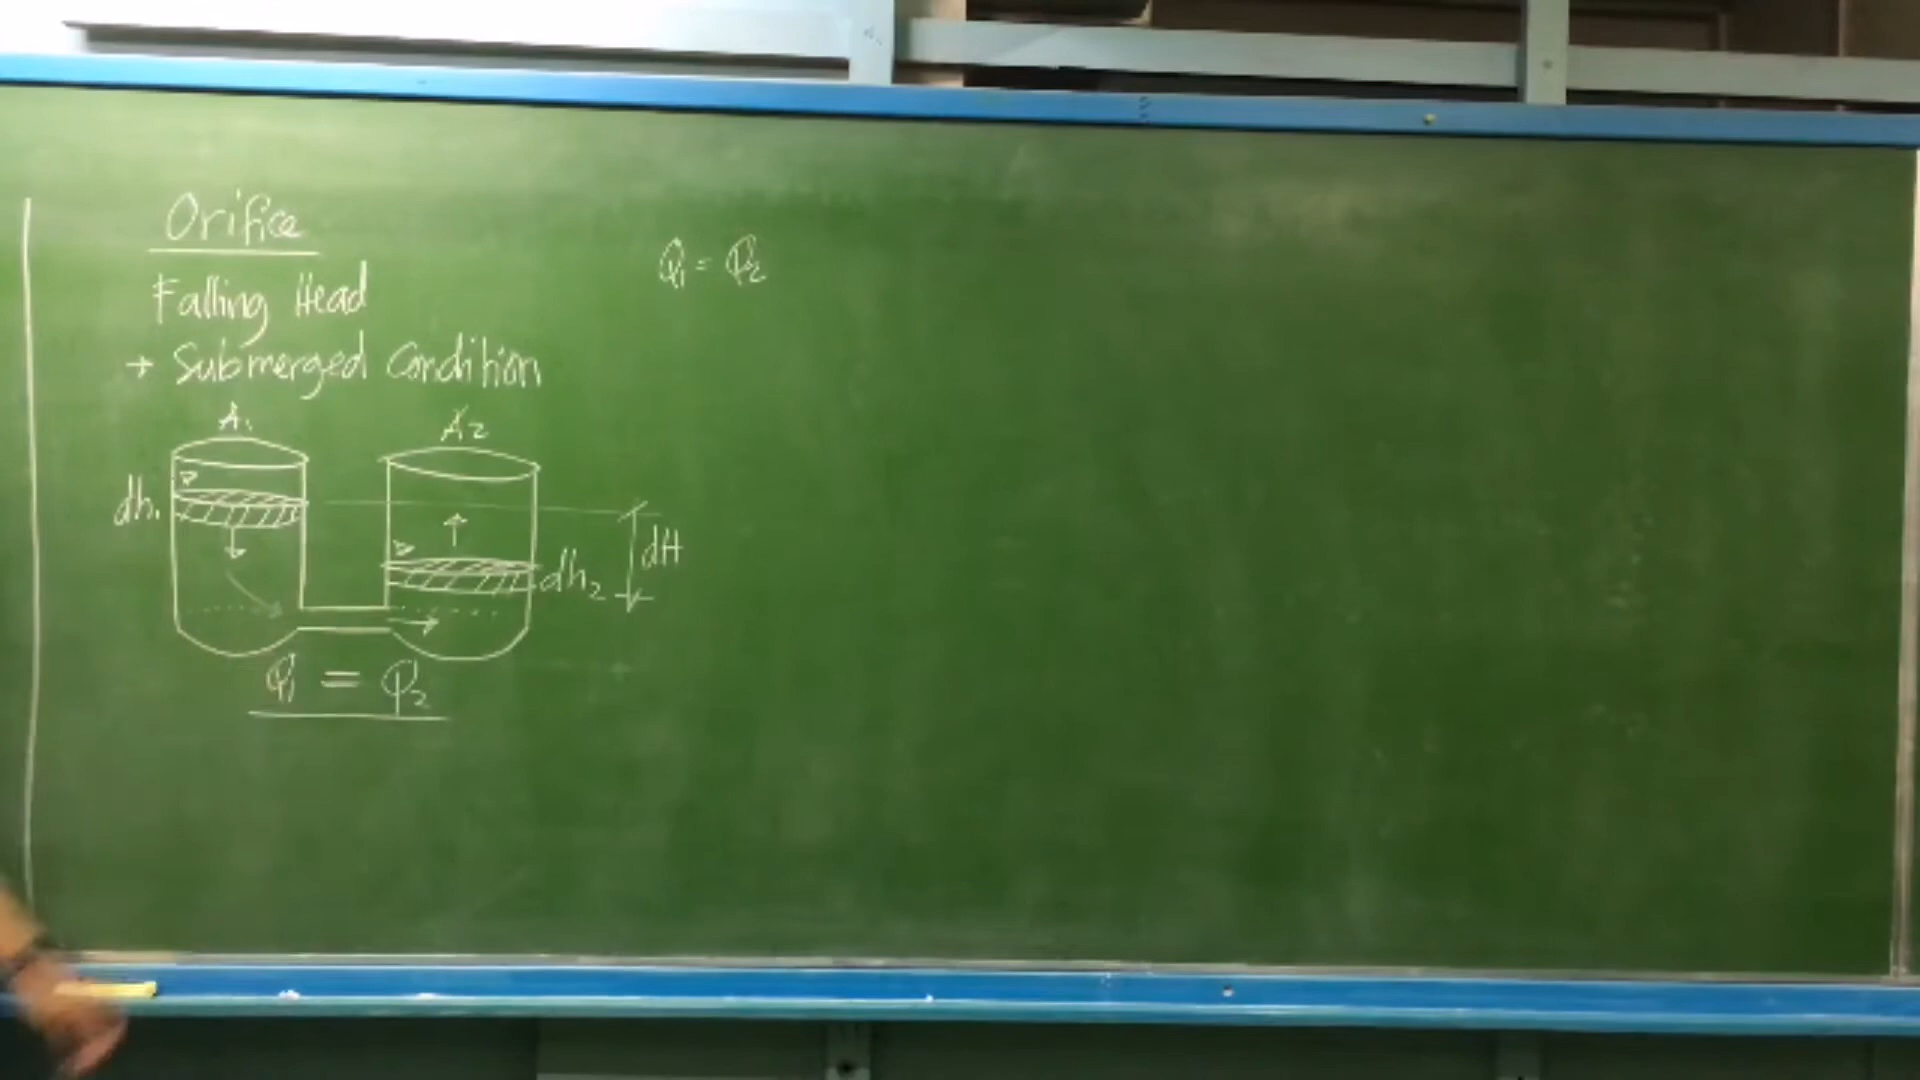 Orifice
Falling Head
+ Submerged Condition
A₁ A₂
dh₁
dH
dh₂
Q₁ = Q₂
Q₁ = Q₂